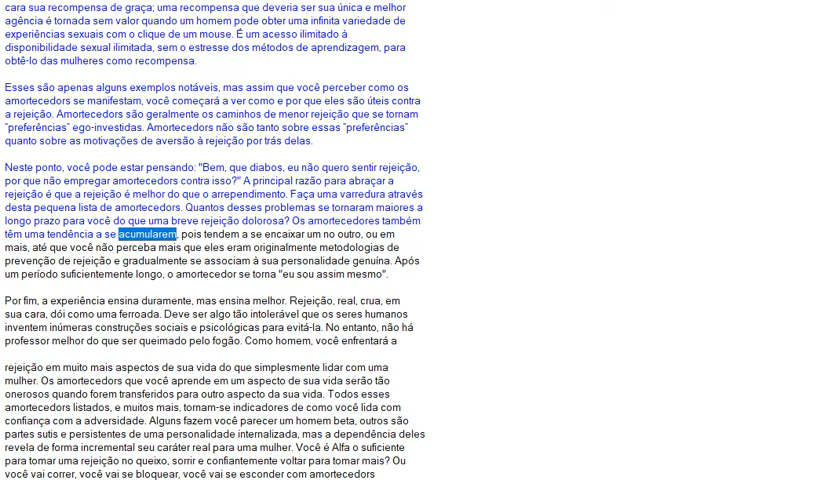 cara sua recompensa de graça; uma recompensa que deveria ser sua única e melhor
agência é tornada sem valor quando um homem pode obter uma infinita variedade de
experiências sexuais com o clique de um mouse. É um acesso ilimitado à
disponibilidade sexual ilimitada, sem o estresse dos métodos de aprendizagem, para
obtê-lo das mulheres como recompensa.
Esses são apenas alguns exemplos notáveis, mas assim que você perceber como os
amortecedors se manifestam, você começará a ver como e por que eles são úteis contra
a rejeição. Amortecedors são geralmente os caminhos de menor rejeição que se tornam
"preferências" ego-investidas. Amortecedors não são tanto sobre essas "preferências"
quanto sobre as motivações de aversão à rejeição por trás delas.
Neste ponto, você pode estar pensando: "Bem, que diabos, eu não quero sentir rejeição,
por que não empregar amortecedors contra isso?" A principal razão para abraçar a
rejeição é que a rejeição é melhor do que o arrependimento. Faça uma varredura através
desta pequena lista de amortecedors. Quantos desses problemas se tornaram maiores a
longo prazo para você do que uma breve rejeição dolorosa? Os amortecedores também
têm uma tendência a se acumularem, pois tendem a se encaixar um no outro, ou em
mais, até que você não perceba mais que eles eram originalmente metodologias de
prevenção de rejeição e gradualmente se associam à sua personalidade genuína. Após
um período suficientemente longo, o amortecedor se torna "eu sou assim mesmo".
Por fim, a experiência ensina duramente, mas ensina melhor. Rejeição, real, crua, em
sua cara, dói como uma ferroada. Deve ser algo tão intolerável que os seres humanos
inventem inúmeras construções sociais e psicológicas para evitá-la. No entanto, não há
professor melhor do que ser queimado pelo fogão. Como homem, você enfrentará a
rejeição em muito mais aspectos de sua vida do que simplesmente lidar com uma
mulher. Os amortecedors que você aprende em um aspecto de sua vida serão tão
onerosos quando forem transferidos para outro aspecto da sua vida. Todos esses
amortecedors listados, e muitos mais, tornam-se indicadores de como você lida com
confiança com a adversidade. Alguns fazem você parecer um homem beta, outros são
partes sutis e persistentes de uma personalidade internalizada, mas a dependência deles
revela de forma incremental seu caráter real para uma mulher. Você é Alfa o suficiente
para tomar uma rejeição no queixo, sorrir e confiantemente voltar para tomar mais? Ou
você vai correr, você vai se bloquear, você vai se esconder com amortecedors